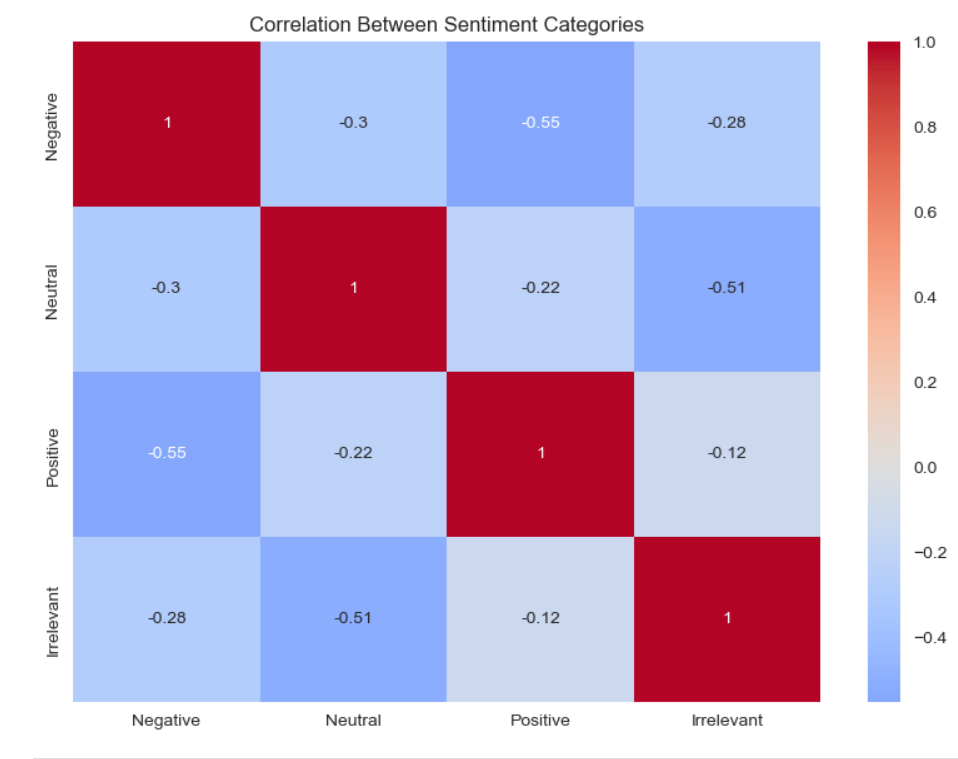 Correlation Between Sentiment Categories
Negative
1
-0.3
-0.55
-0.28
Neutral
-0.3
1
-0.22
-0.51
Positive
-0.55
-0.22
1
-0.12
Irrelevant
-0.28
-0.51
-0.12
1
Negative
Neutral
Positive
Irrelevant
1.0
0.8
0.6
0.4
0.2
0.0
−0.2
−0.4